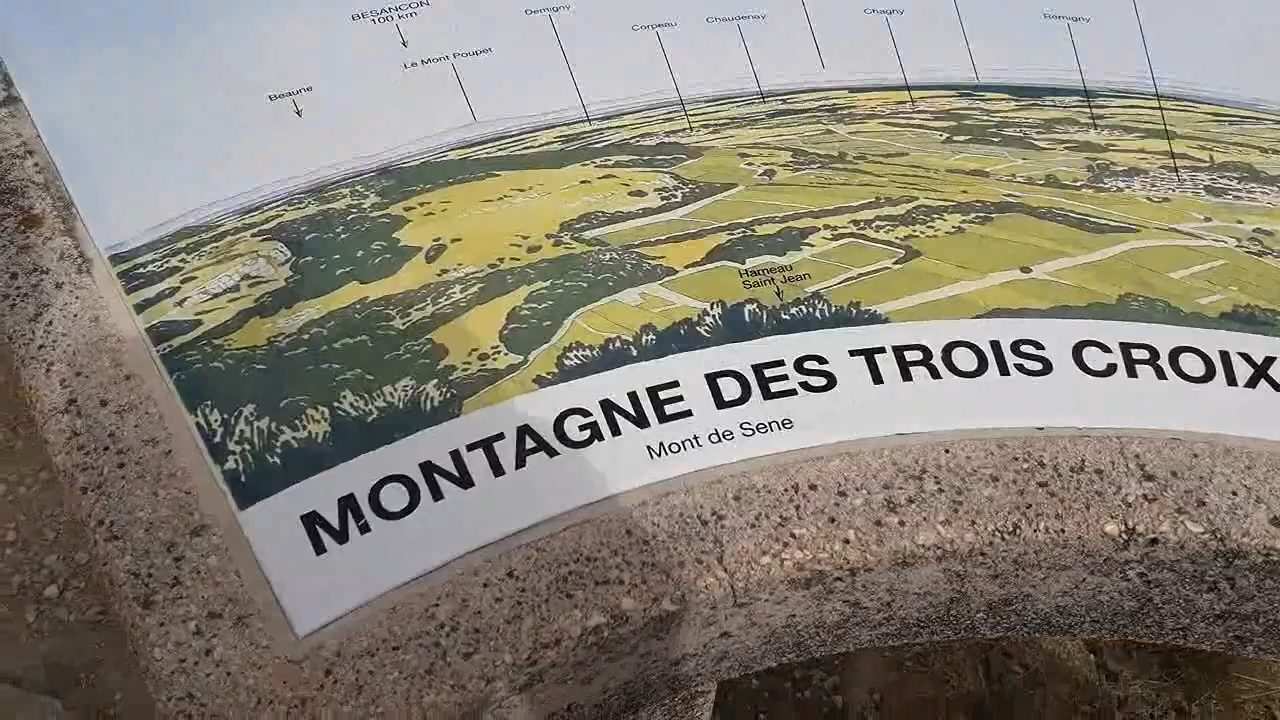 BESANCON
100 km
Le Mont Poupet
Beaune
Demigny
Corpeau
Chaudenay
Chagny
Remigny
Hameau
Saint Jean
MONTAGNE DES TROIS CROIX
Mont de Sene